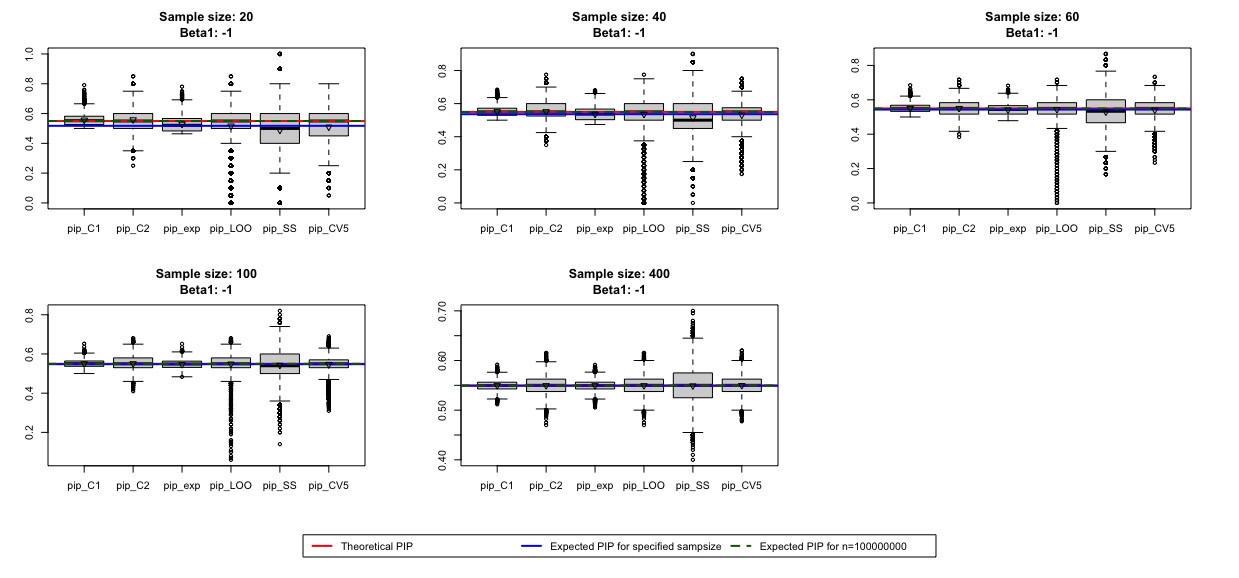 Sample size: 20
Beta1: -1
0.0 0.2 0.4 0.6 0.8 1.0
pip_C1 pip_C2 pip_exp pip_LOO pip_SS pip_CV5
Sample size: 40
Beta1: -1
0.0 0.2 0.4 0.6 0.8
pip_C1 pip_C2 pip_exp pip_LOO pip_SS pip_CV5
Sample size: 60
Beta1: -1
0.0 0.2 0.4 0.6 0.8
pip_C1 pip_C2 pip_exp pip_LOO pip_SS pip_CV5
Sample size: 100
Beta1: -1
0.2 0.4 0.6 0.8
pip_C1 pip_C2 pip_exp pip_LOO pip_SS pip_CV5
Sample size: 400
Beta1: -1
0.40 0.50 0.60 0.70
pip_C1 pip_C2 pip_exp pip_LOO pip_SS pip_CV5
Theoretical PIP Expected PIP for specified sampsize Expected PIP for n=100000000